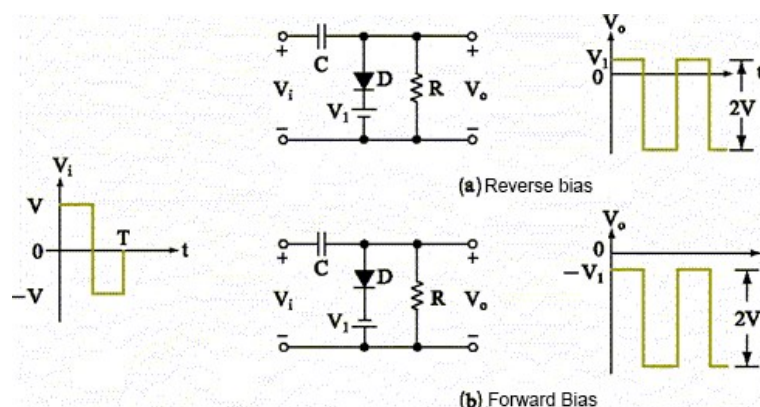 Vo
V1
0
t
2V
+
C
+
Vi
D
V1
R
Vo
−
−
(a) Reverse bias
Vi
V
0
T
t
−V
+
C
+
Vi
D
V1
R
Vo
−
−
Vo
0
−V1
2V
(b) Forward Bias